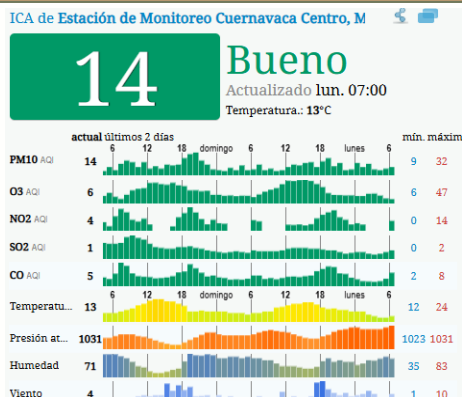 ICA de Estación de Monitoreo Cuernavaca Centro, M
14
Bueno
Actualizado lun. 07:00
Temperatura.: 13°C
actual últimos 2 días mín. máxim
6 12 18 domingo 6 12 18 lunes 6
PM10 AQI 14 9 32
O3 AQI 6 6 47
NO2 AQI 4 0 14
SO2 AQI 1 0 2
CO AQI 5 2 8
6 12 18 domingo 6 12 18 lunes 6
Temperatu... 13 12 24
Presión at... 1031 1023 1031
Humedad 71 35 83
Viento 4 1 10